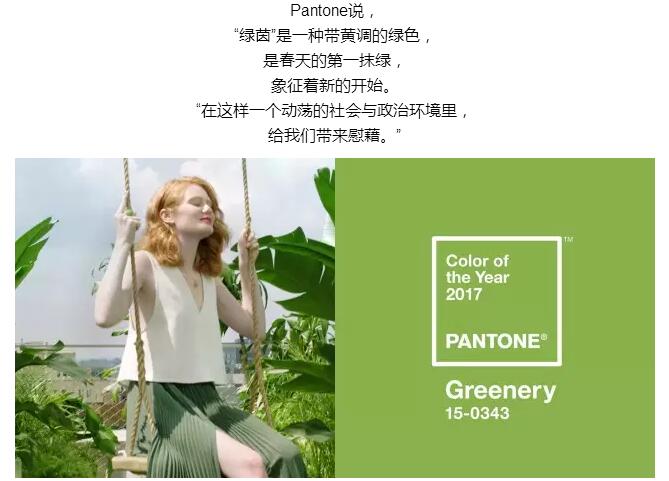 Pantone说，
“绿茵”是一种带黄调的绿色，
是春天的第一抹绿，
象征着新的开始。
“在这样一个动荡的社会与政治环境里，
给我们带来慰藉。”
Color of
the Year
2017
PANTONE®
TM
Greenery
15-0343